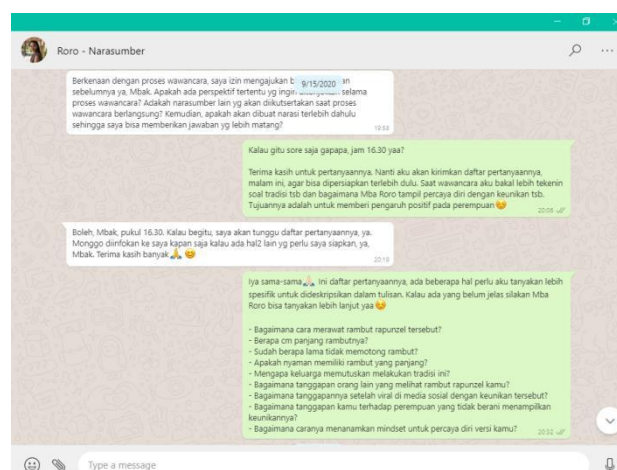 Roro - Narasumber
Berkenaan dengan proses wawancara, saya izin mengajukan b an
9/15/2020
sebelumnya ya, Mbak. Apakah ada perspektif tertentu yg ingin selama
proses wawancara? Adakah narasumber lain yg akan diikutsertakan saat proses
wawancara berlangsung? Kemudian, apakah akan dibuat narasi terlebih dahulu
sehingga saya bisa memberikan jawaban yg lebih matang?
Kalau gitu sore saja gapapa, jam 16.30 yaa?
Terima kasih untuk pertanyaannya. Nanti aku akan kirimkan daftar pertanyaannya,
malam ini, agar bisa dipersiapkan terlebih dulu. Saat wawancara aku bakal lebih tekenin
soal tradisi tsb dan bagaimana Mba Roro tampil percaya diri dengan keunikan tsb.
Tujuannya adalah untuk memberi pengaruh positif pada perempuan😊
20:09
Boleh, Mbak, pukul 16.30. Kalau begitu, saya akan tunggu daftar pertanyaannya, ya.
Monggo diinfokan ke saya kapan saja kalau ada hal2 lain yg perlu saya siapkan, ya,
Mbak. Terima kasih banyak🙏 😊
20:19
Iya sama-sama🙏 Ini daftar pertanyaannya, ada beberapa hal perlu aku tanyakan lebih
spesifik untuk dideskripsikan dalam tulisan. Kalau ada yang belum jelas silakan Mba
Roro bisa tanyakan lebih lanjut yaa😊
- Bagaimana cara merawat rambut rapunzel tersebut?
- Berapa cm panjang rambutnya?
- Sudah berapa lama tidak memotong rambut?
- Apakah nyaman memiliki rambut yang panjang?
- Mengapa keluarga memutuskan melakukan tradisi ini?
- Bagaimana tanggapan orang lain yang melihat rambut rapunzel kamu?
- Bagaimana tanggapannya setelah viral di media sosial dengan keunikan tersebut?
- Bagaimana tanggapan kamu terhadap perempuan yang tidak berani menampilkan
keunikannya?
- Bagaimana caranya menanamkan mindset untuk percaya diri versi kamu?
20:32
Type a message